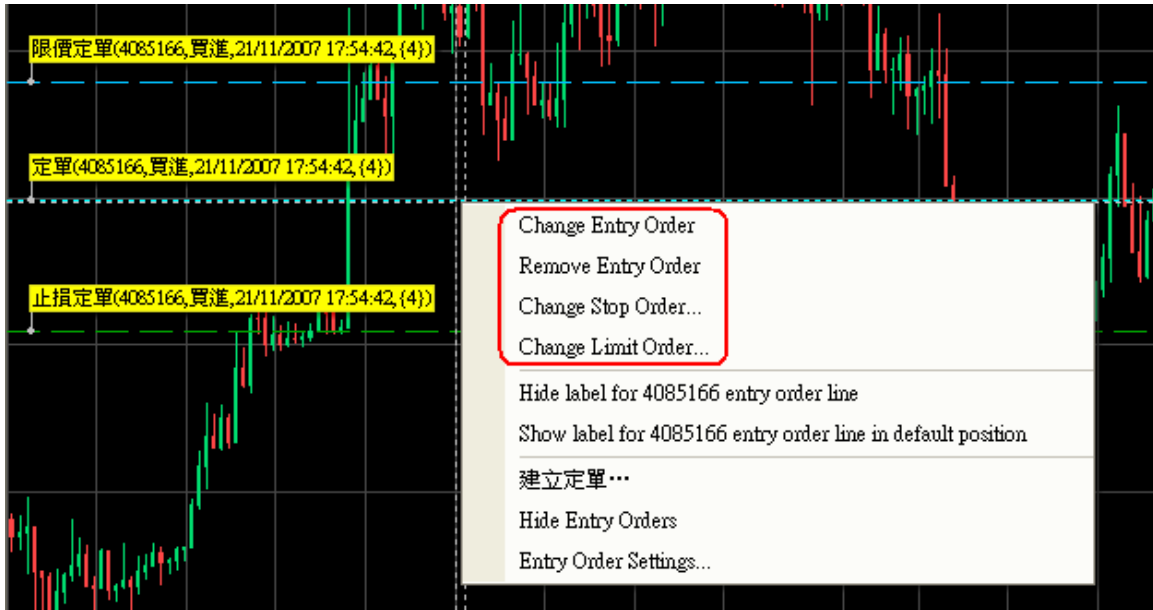 限價定單(4085166,買進,21/11/2007 17:54:42,{4})
定單(4085166,買進,21/11/2007 17:54:42,{4})
止損定單(4085166,買進,21/11/2007 17:54:42,{4})
Change Entry Order
Remove Entry Order
Change Stop Order...
Change Limit Order...
Hide label for 4085166 entry order line
Show label for 4085166 entry order line in default position
建立定單…
Hide Entry Orders
Entry Order Settings...